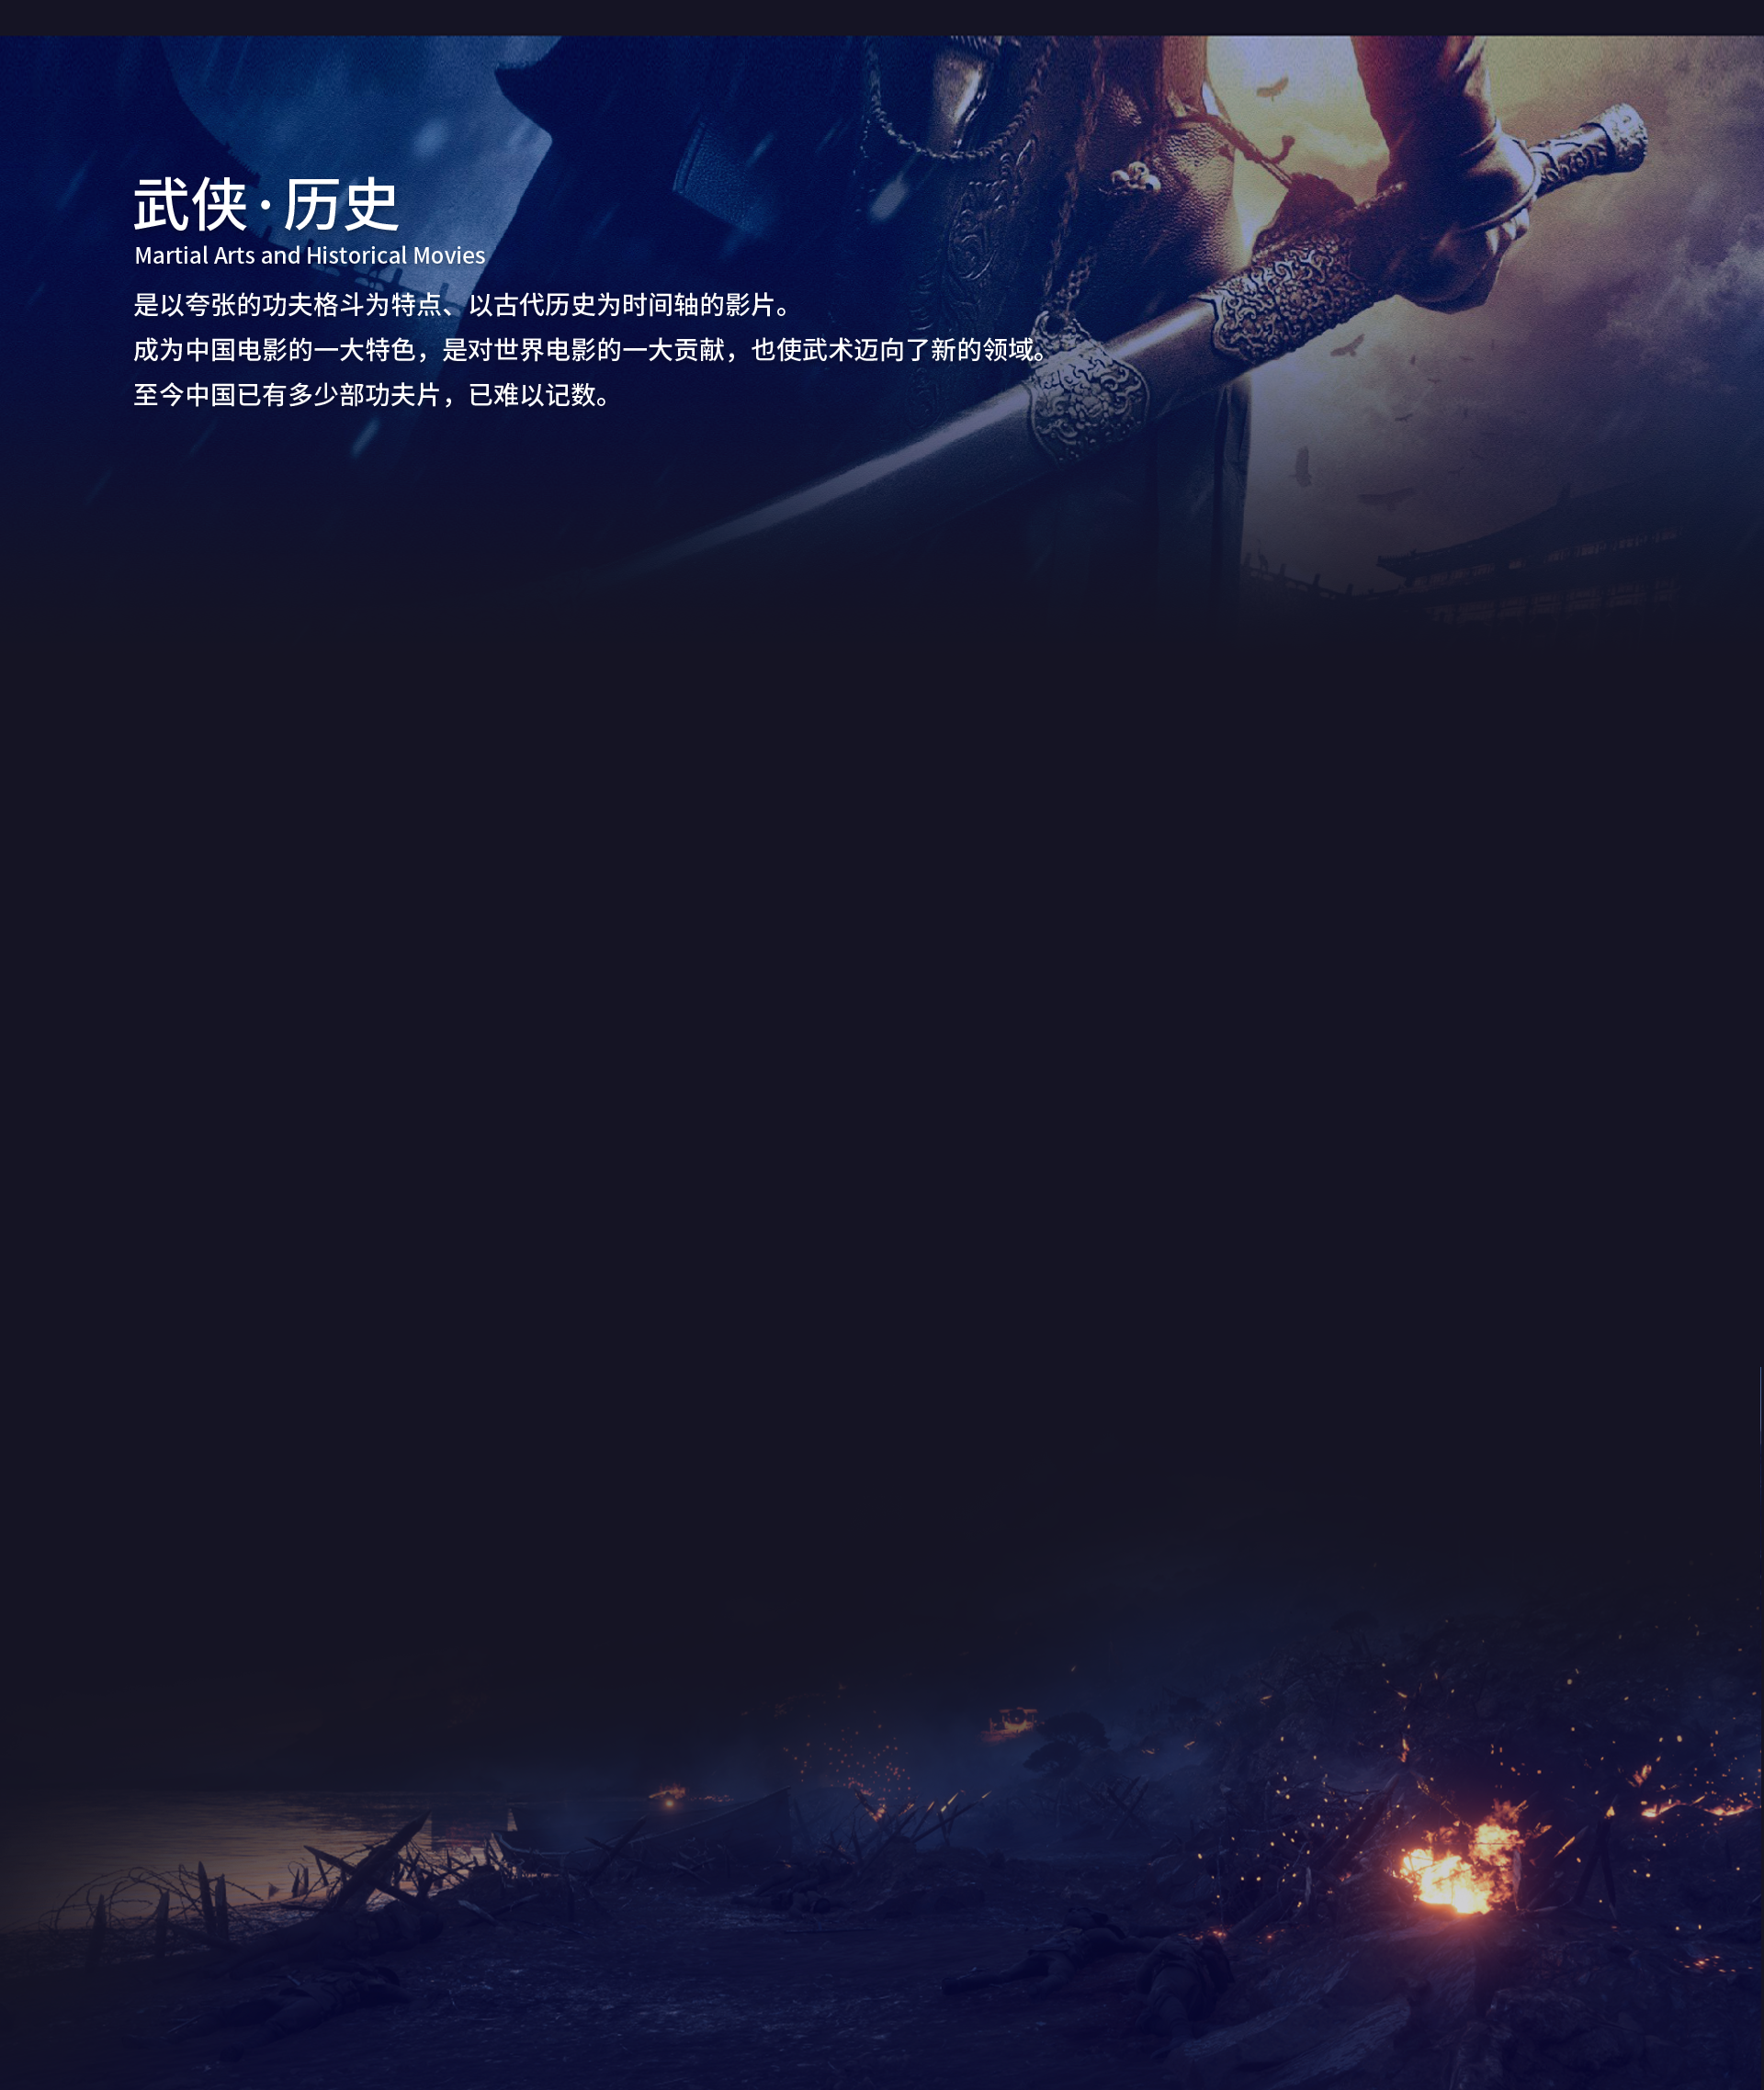 武侠·历史
Martial Arts and Historical Movies
是以夸张的功夫格斗为特点、以古代历史为时间轴的影片。
成为中国电影的一大特色，是对世界电影的一大贡献，也使武术迈向了新的领域。
至今中国已有多少部功夫片，已难以记数。